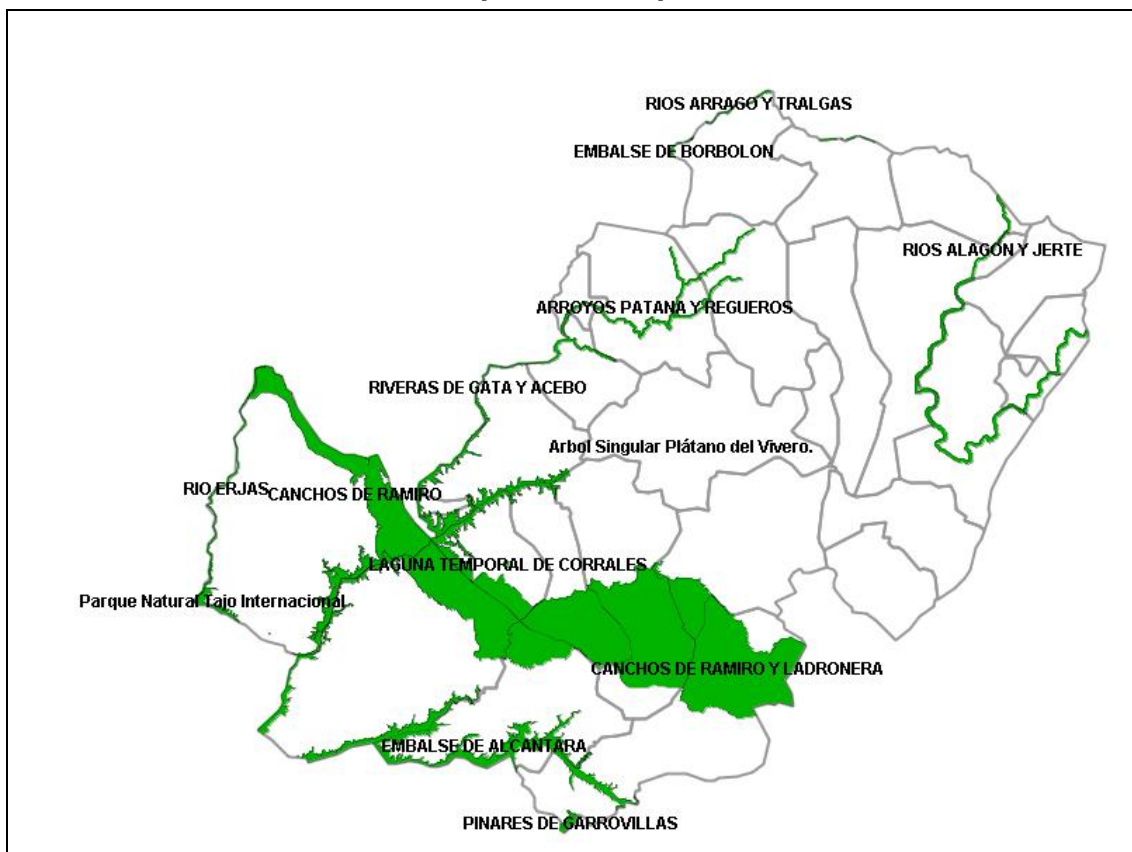 RIOS ARRAGO Y TRALGAS
EMBALSE DE BORBOLON
RIOS ALAGON Y JERTE
ARROYOS PATANA Y REGUEROS
RIVERAS DE GATA Y ACEBO
Arbol Singular Plátano del Vivero.
RIO ERJAS
CANCHOS DE RAMIRO
LAGUNA TEMPORAL DE CORRALES
Parque Natural Tajo Internacional
CANCHOS DE RAMIRO Y LADRONERA
EMBALSE DE ALCANTARA
PINARES DE GARROVILLAS